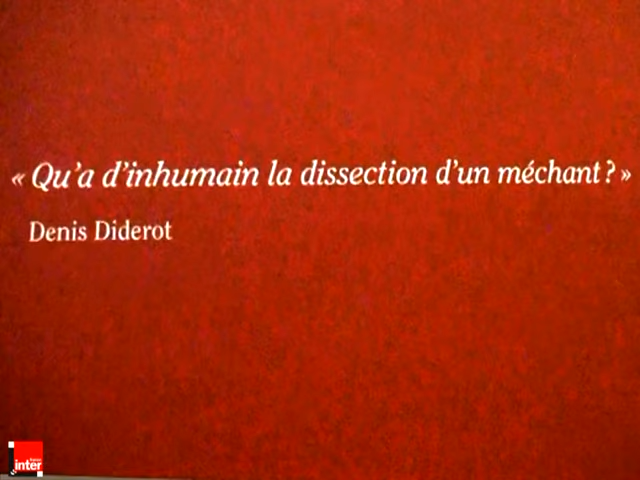 « Qu'a d'inhumain la dissection d'un méchant ? »
Denis Diderot
inter